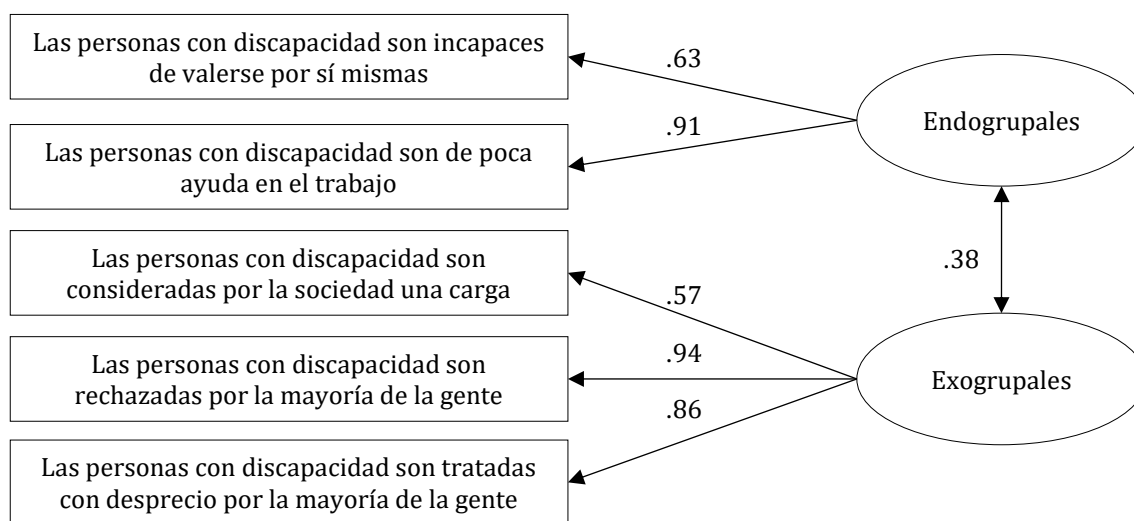 Las personas con discapacidad son incapaces
de valerse por sí mismas
.63
Endogrupales
.91
Las personas con discapacidad son de poca
ayuda en el trabajo
Las personas con discapacidad son
consideradas por la sociedad una carga
.38
.57
Las personas con discapacidad son
rechazadas por la mayoría de la gente
.94
Exogrupales
.86
Las personas con discapacidad son tratadas
con desprecio por la mayoría de la gente